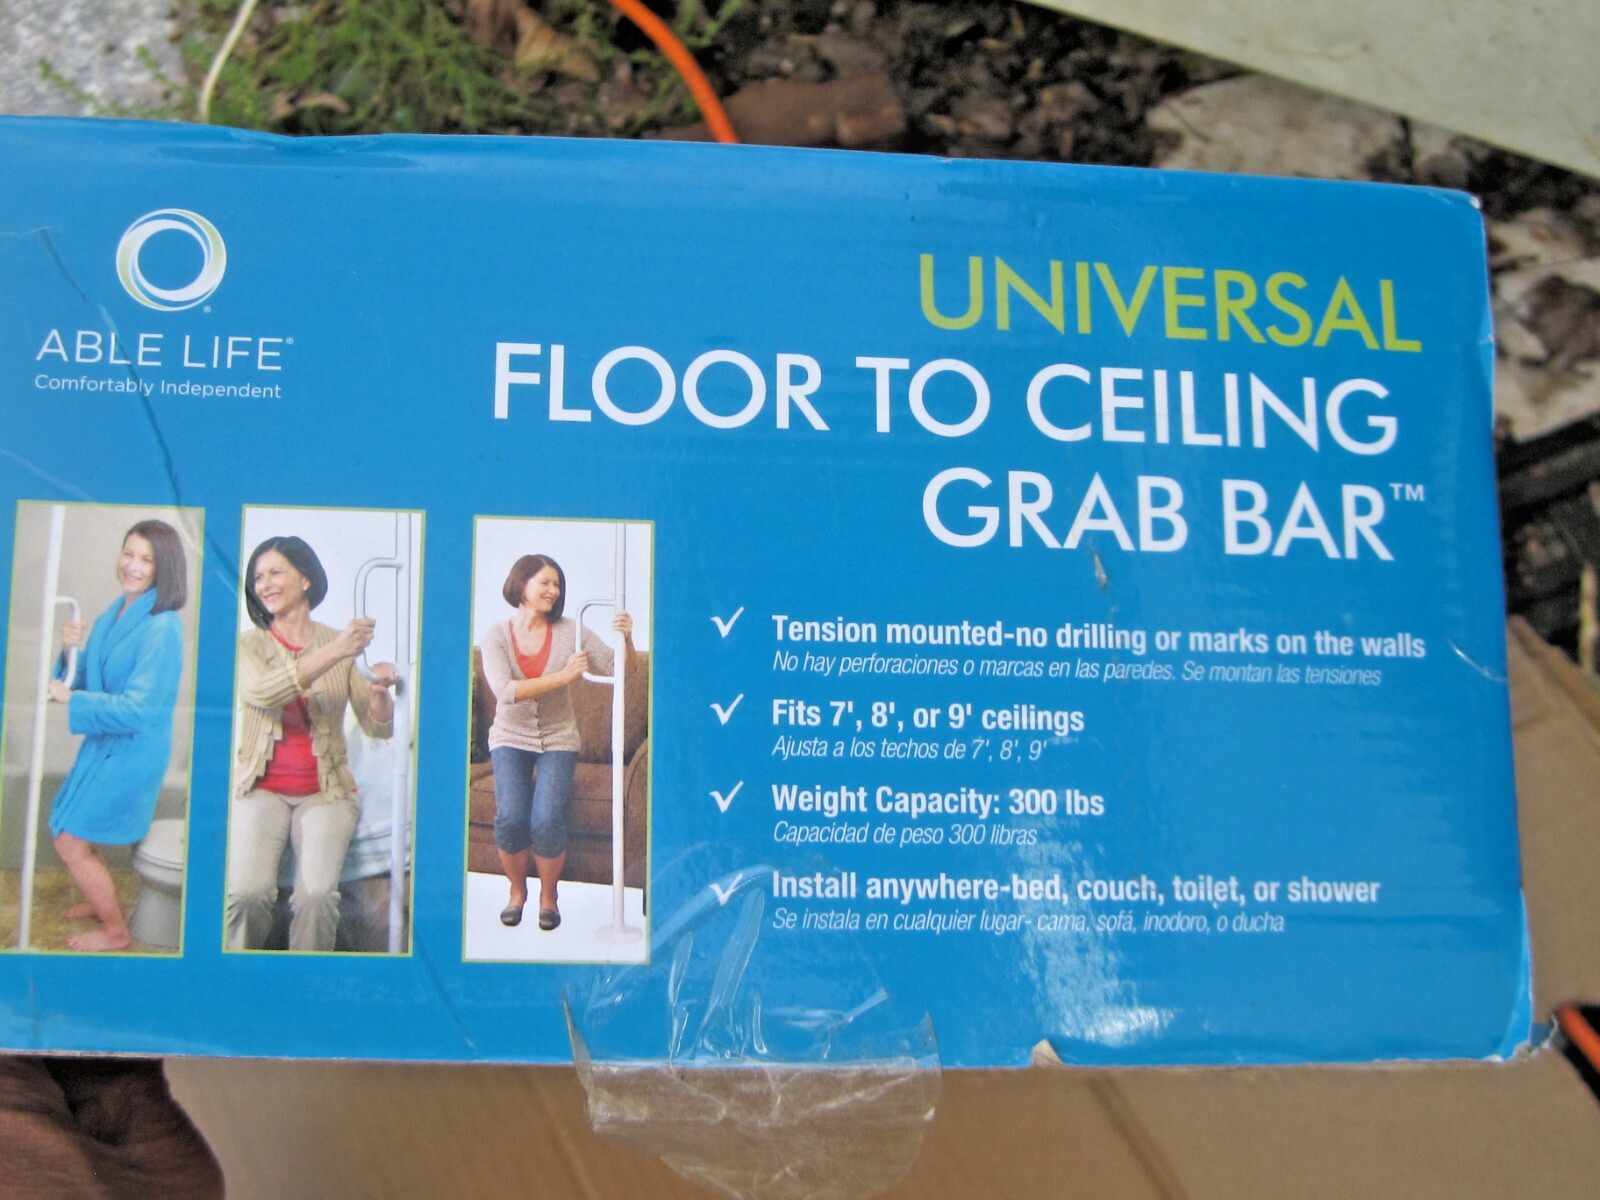 ABLE LIFE®
Comfortably Independent
UNIVERSAL
FLOOR TO CEILING
GRAB BAR™
✓ Tension mounted-no drilling or marks on the walls
No hay perforaciones o marcas en las paredes. Se montan las tensiones
✓ Fits 7', 8', or 9' ceilings
Ajusta a los techos de 7', 8', 9'
✓ Weight Capacity: 300 lbs
Capacidad de peso 300 libras
✓ Install anywhere-bed, couch, toilet, or shower
Se instala en cualquier lugar- cama, sofá, inodoro, o ducha